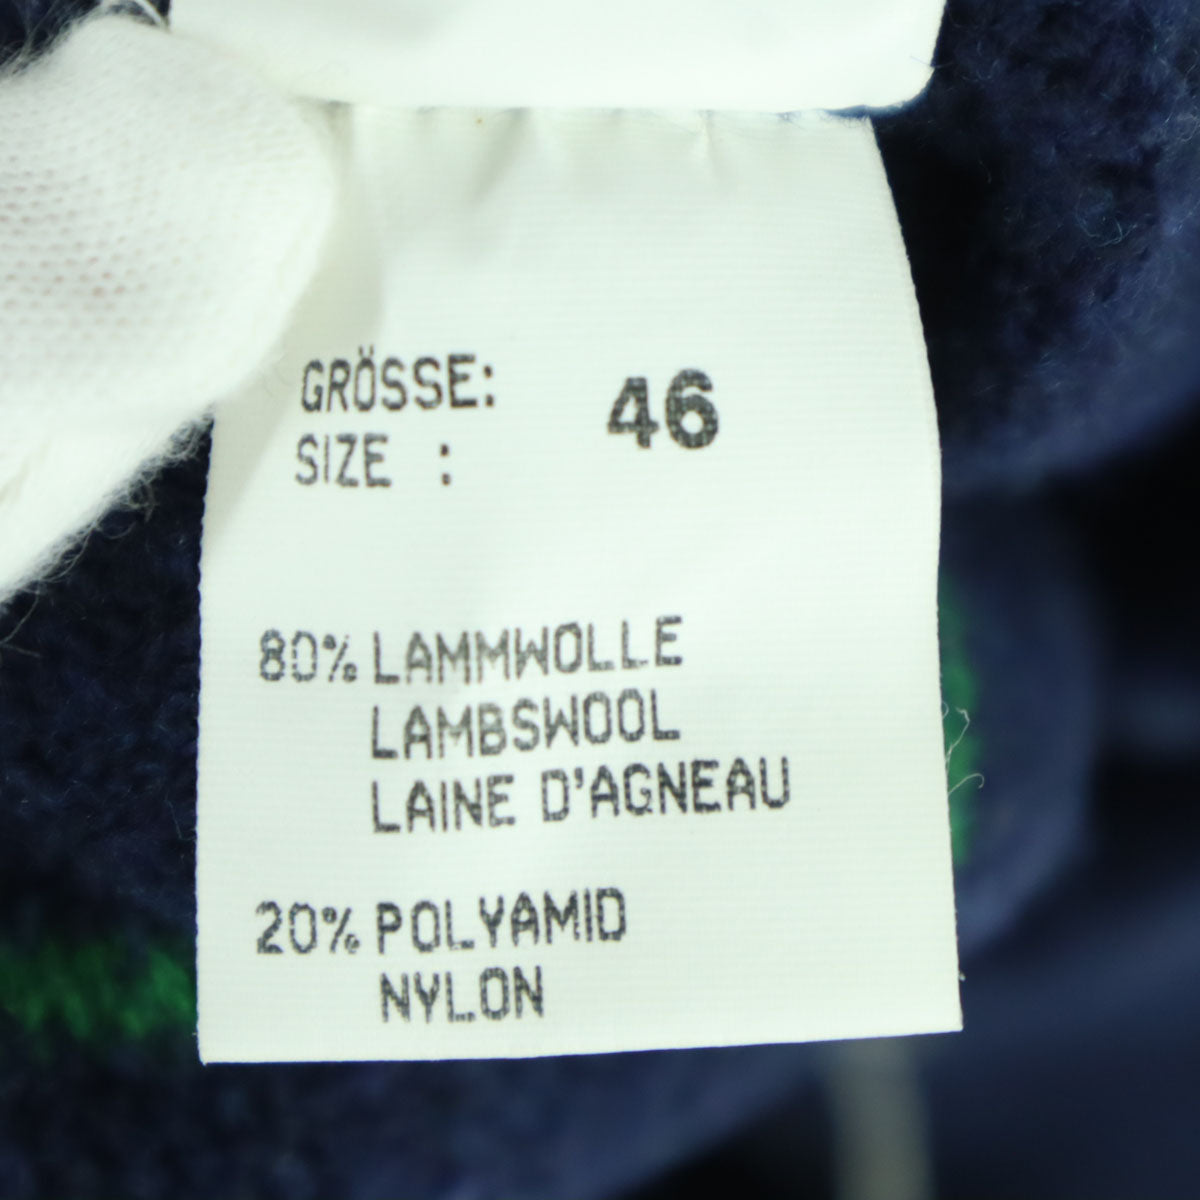 GRÖSSE: 46
SIZE :
80% LAMMWOLLE
LAMBSWOOL
LAINE D'AGNEAU
20% POLYAMID
NYLON